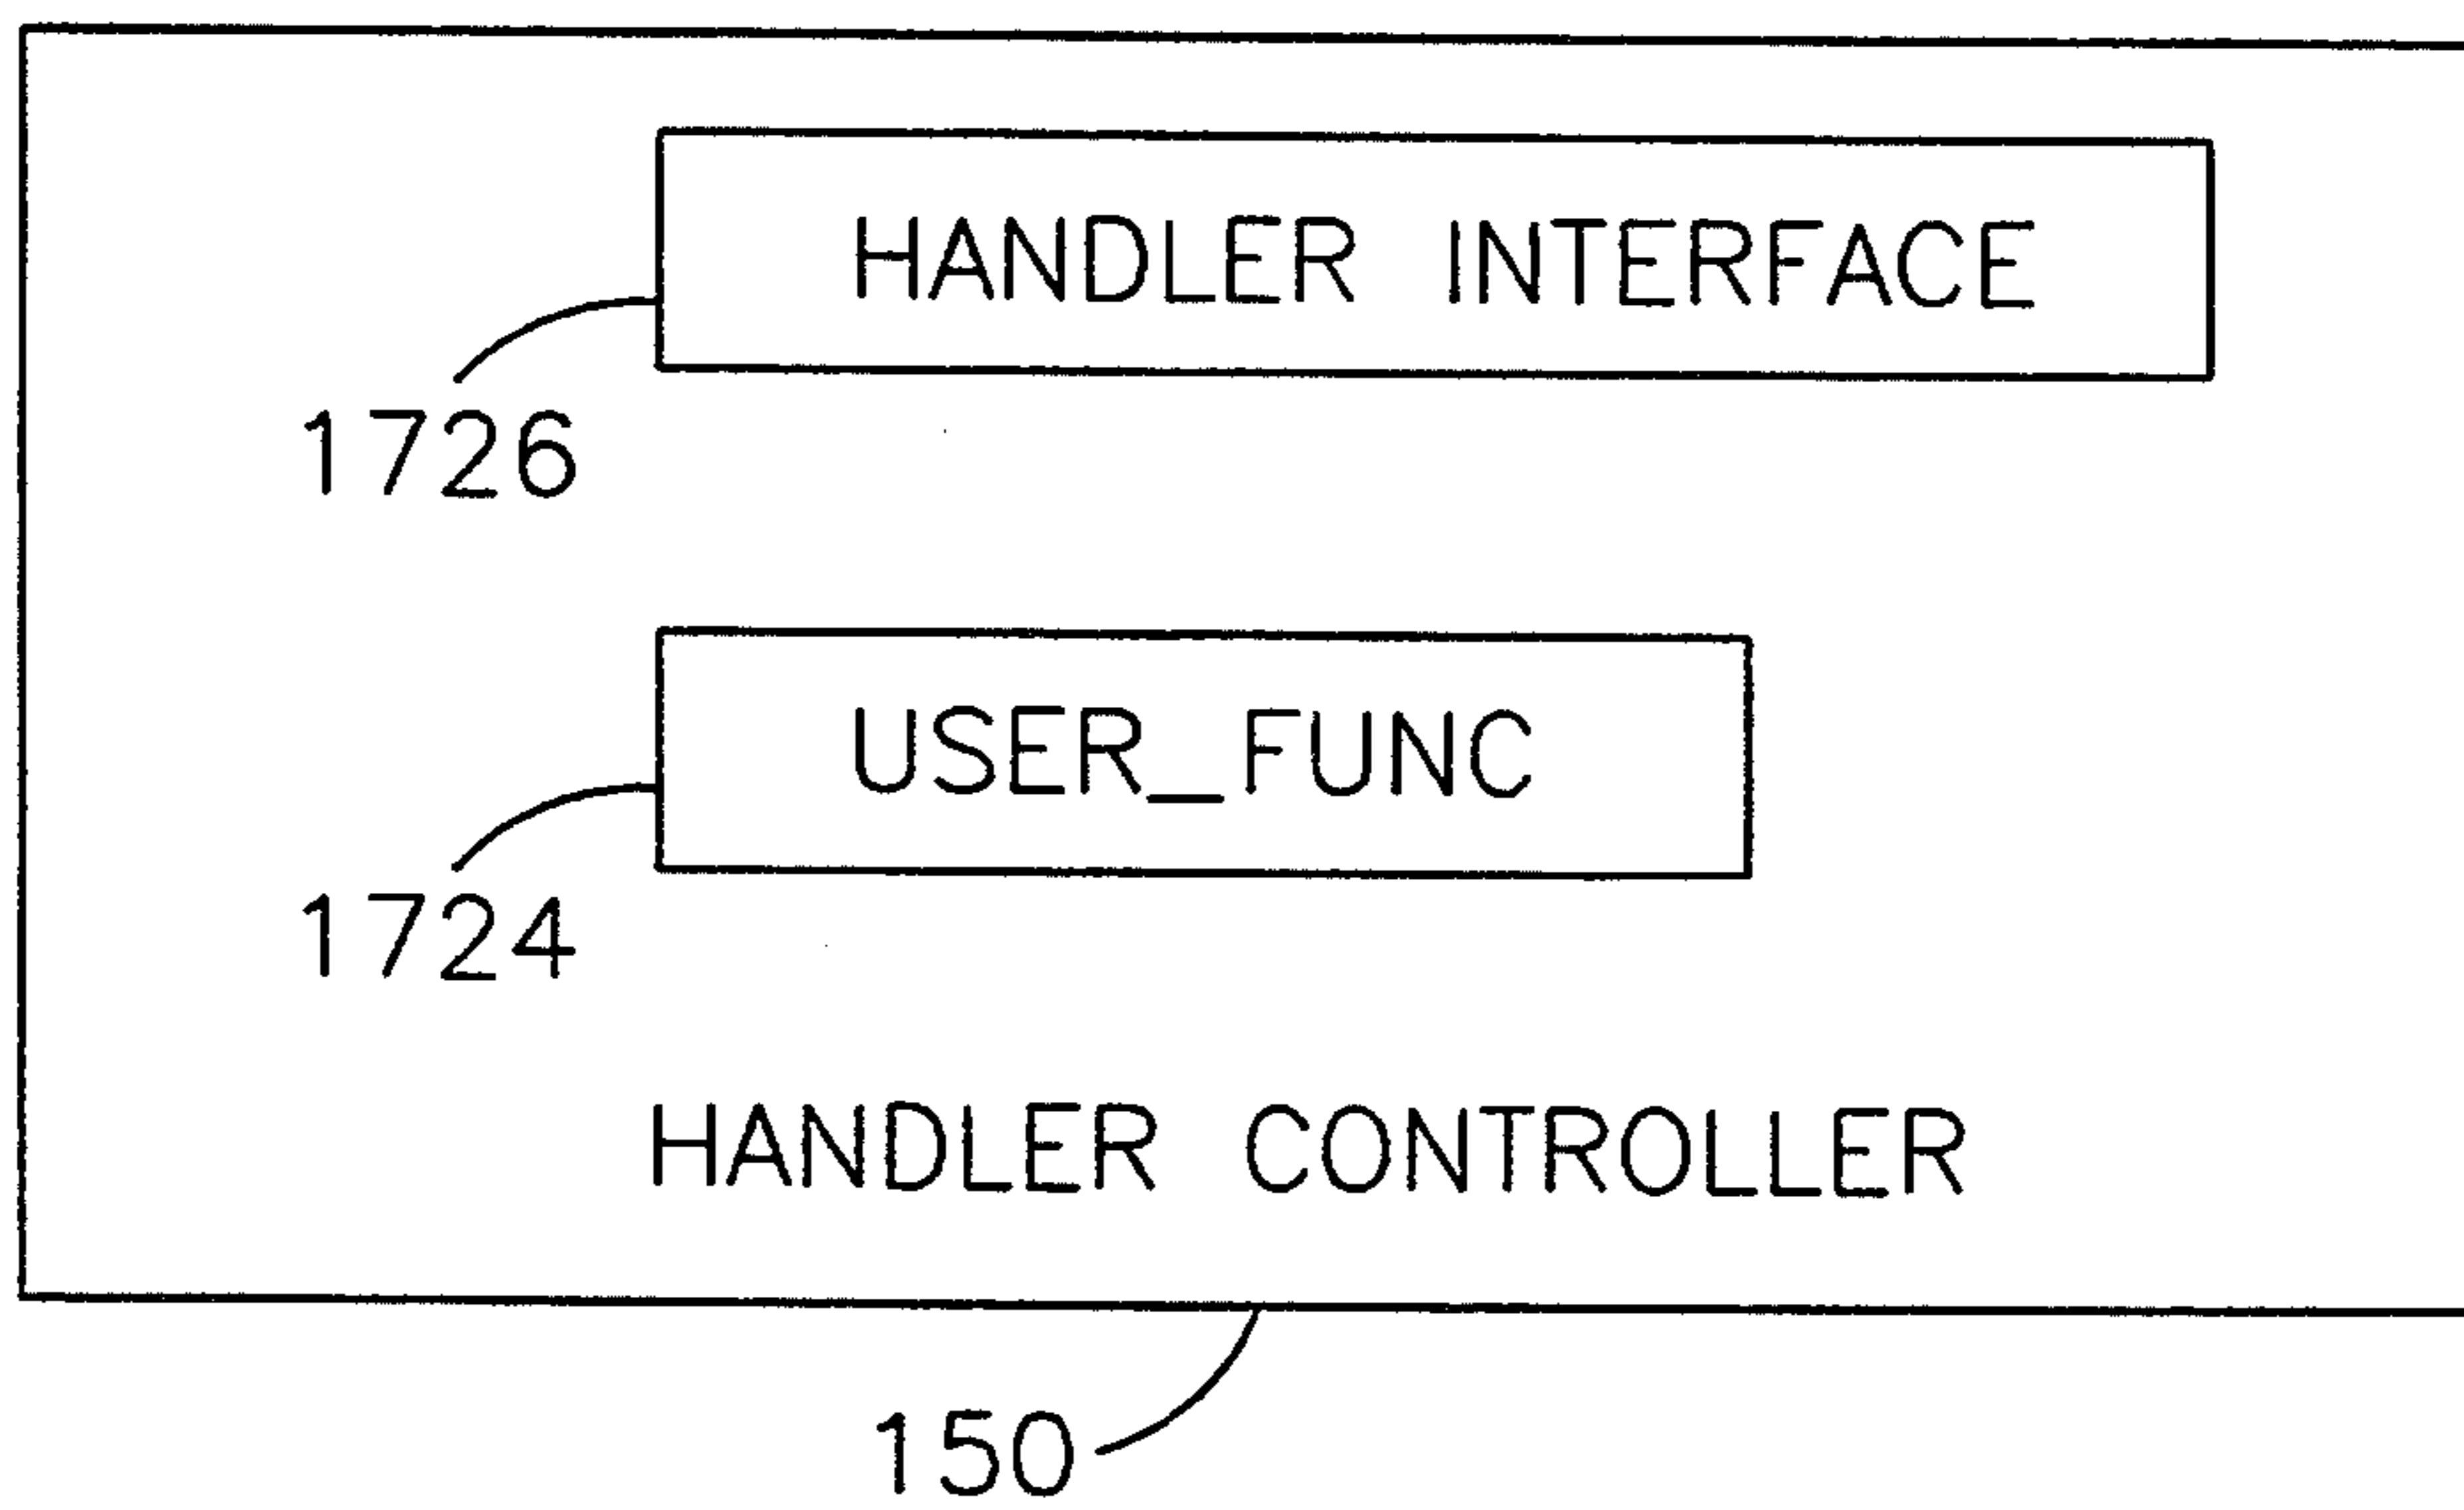 HANDLER INTERFACE
1726
USER_FUNC
1724
HANDLER CONTROLLER
150